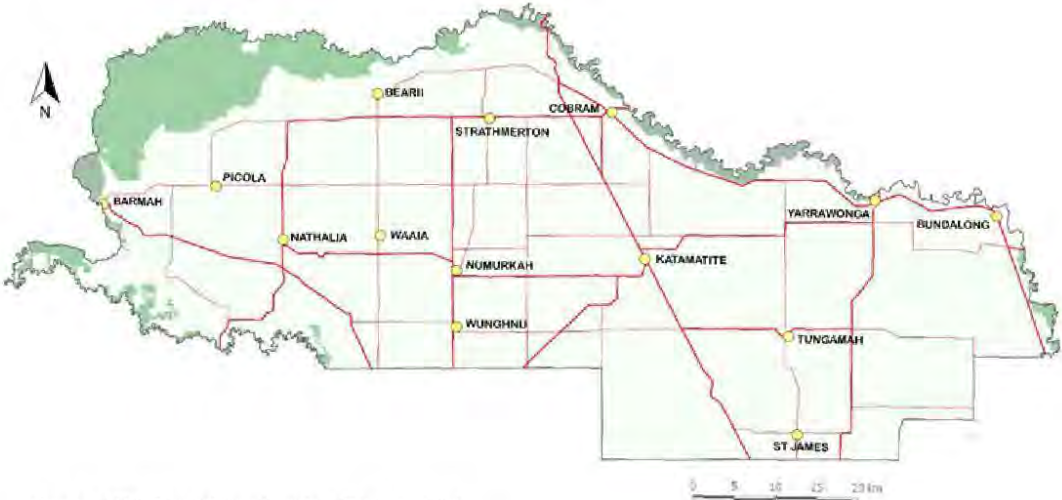 N
BEARII
COBRAM
STRATHMERTON
PICOLA
BARMAH
YARRAWONGA
BUNDALONG
NATHALIA
WAAIA
NUMURKAH
KATAMATITE
WUNGHNU
TUNGAMAH
ST JAMES
0 5 10 15 20 km